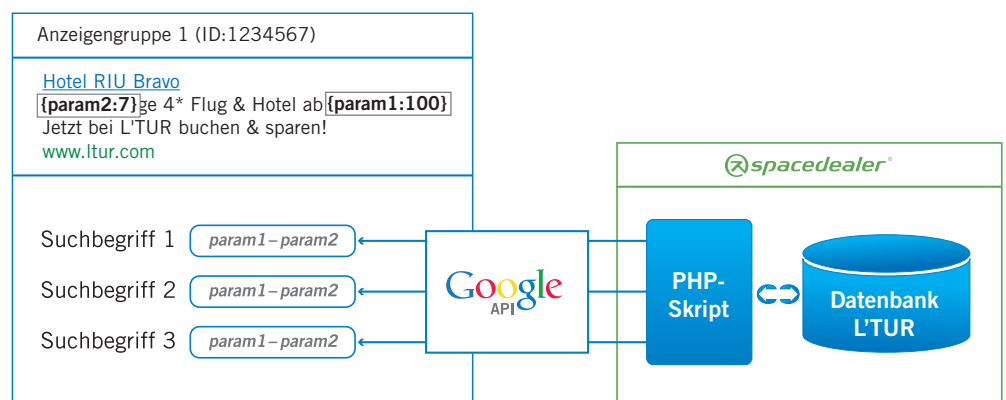 Anzeigengruppe 1 (ID:1234567)
Hotel RIU Bravo
{param2:7}ge 4* Flug & Hotel ab {param1:100}
Jetzt bei L'TUR buchen & sparen!
www.ltur.com
spacedealer®
Suchbegriff 1 param1–param2
Suchbegriff 2 param1–param2
Suchbegriff 3 param1–param2
Google
API
PHP-
Skript
Datenbank
L'TUR